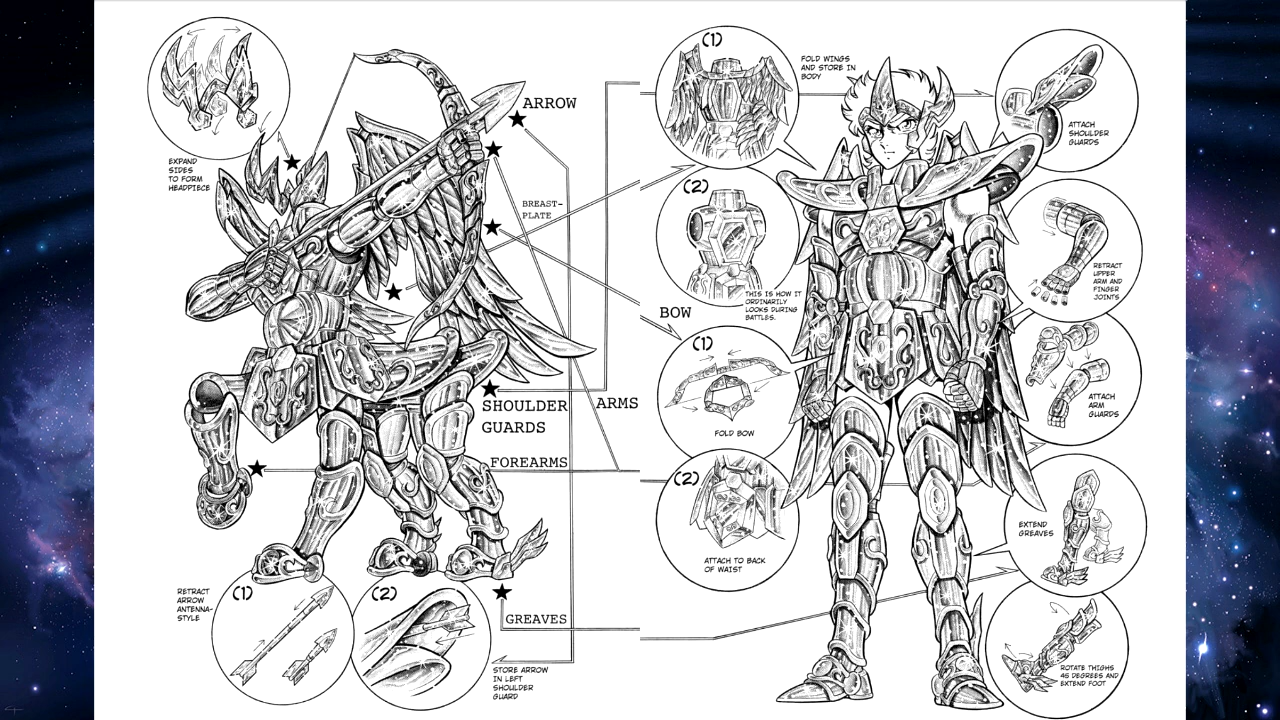 EXPAND
SIDES
TO FORM
HEADPIECE
ARROW
BREAST-
PLATE
BOW
SHOULDER
GUARDS
ARMS
FOREARMS
GREAVES
RETRACT
ARROW
ANTENNA-
STYLE
(1)
(2)
STORE ARROW
IN LEFT
SHOULDER
GUARD
(1)
FOLD WINGS
AND STORE IN
BODY
(2)
THIS IS HOW IT
ORDINARILY
LOOKS DURING
BATTLES.
(1)
FOLD BOW
(2)
ATTACH TO BACK
OF WAIST
ATTACH
SHOULDER
GUARDS
RETRACT
UPPER
ARM AND
FINGER
JOINTS
ATTACH
ARM
GUARDS
EXTEND
GREAVES
ROTATE THIGHS
45 DEGREES AND
EXTEND FOOT